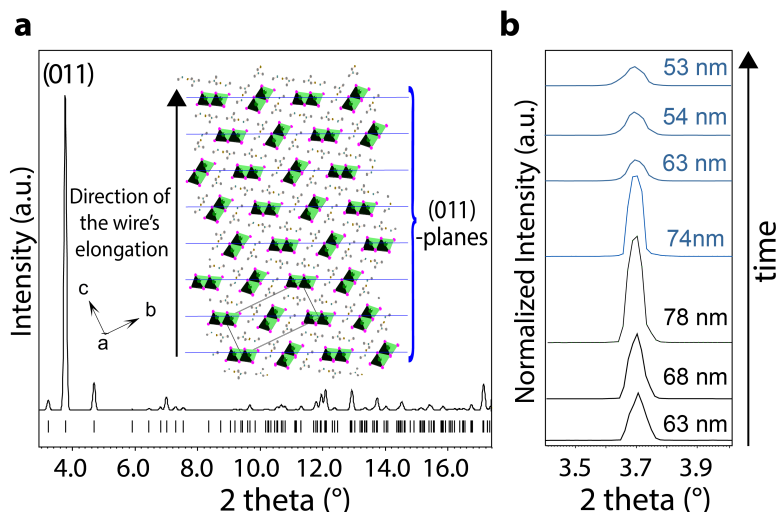 a
(011)
Intensity (a.u.)
Direction of
the wire's
elongation
c
b
a
(011)
-planes
4.0 6.0 8.0 10.0 12.0 14.0 16.0
2 theta (°)
b
Normalized Intensity (a.u.)
53 nm
54 nm
63 nm
74nm
78 nm
68 nm
63 nm
time
3.5 3.7 3.9
2 theta (°)